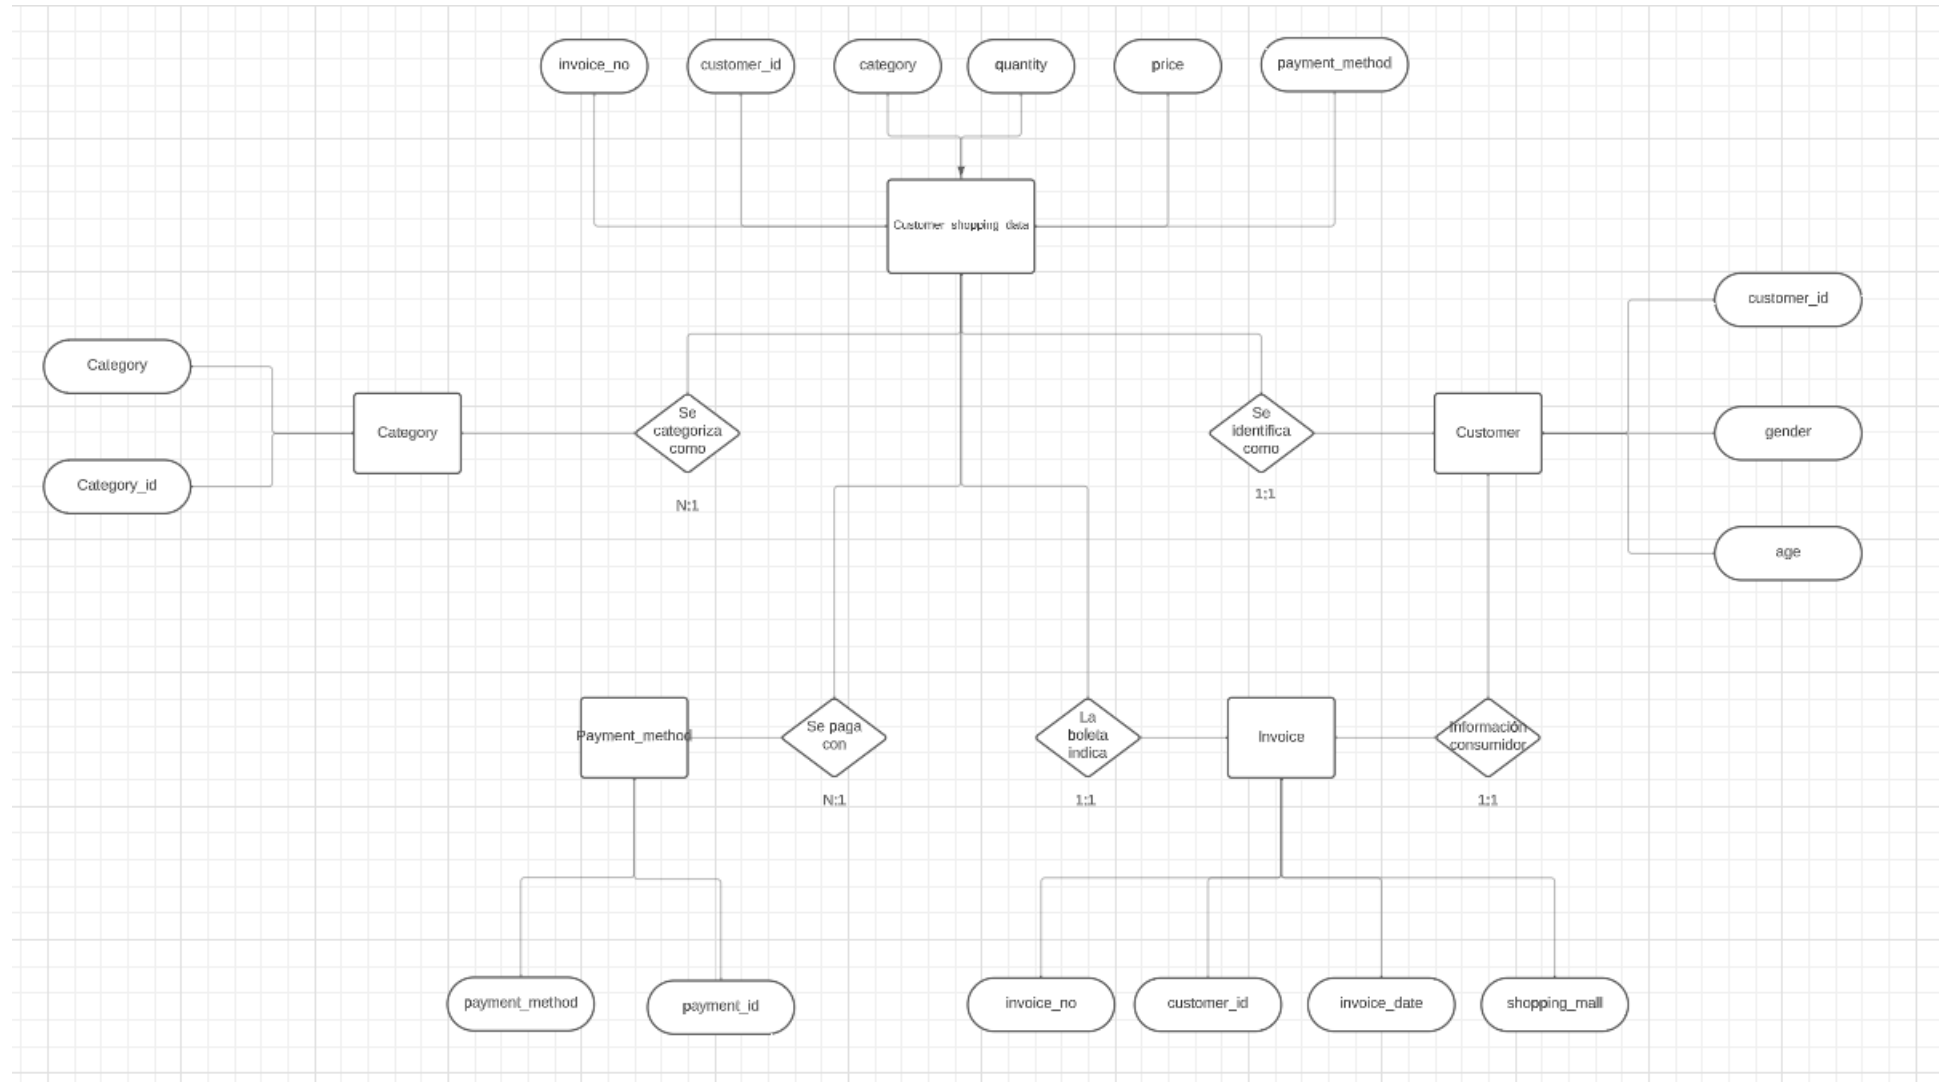 invoice_no
customer_id
category
quantity
price
payment_method
Customer shopping data
customer_id
Category
Category
Se
categoriza
como
Se
identifica
como
Customer
gender
Category_id
N:1
1:1
age
Payment_method
Se paga
con
La
boleta
indica
Invoice
Información
consumidor
N:1
1:1
1:1
payment_method
payment_id
invoice_no
customer_id
invoice_date
shopping_mall